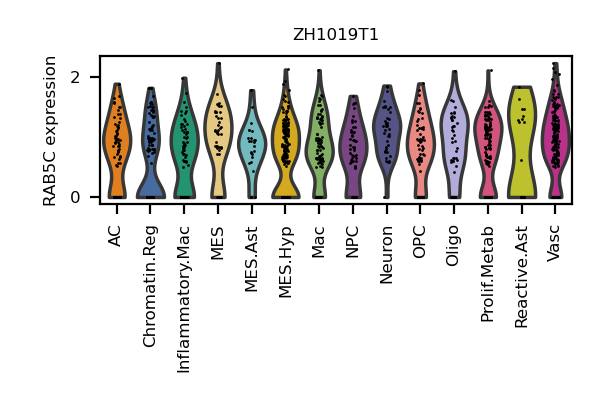 ZH1019T1
RAB5C expression
2
0
AC
Chromatin.Reg
Inflammatory.Mac
MES
MES.Ast
MES.Hyp
Mac
NPC
Neuron
OPC
Oligo
Prolif.Metab
Reactive.Ast
Vasc